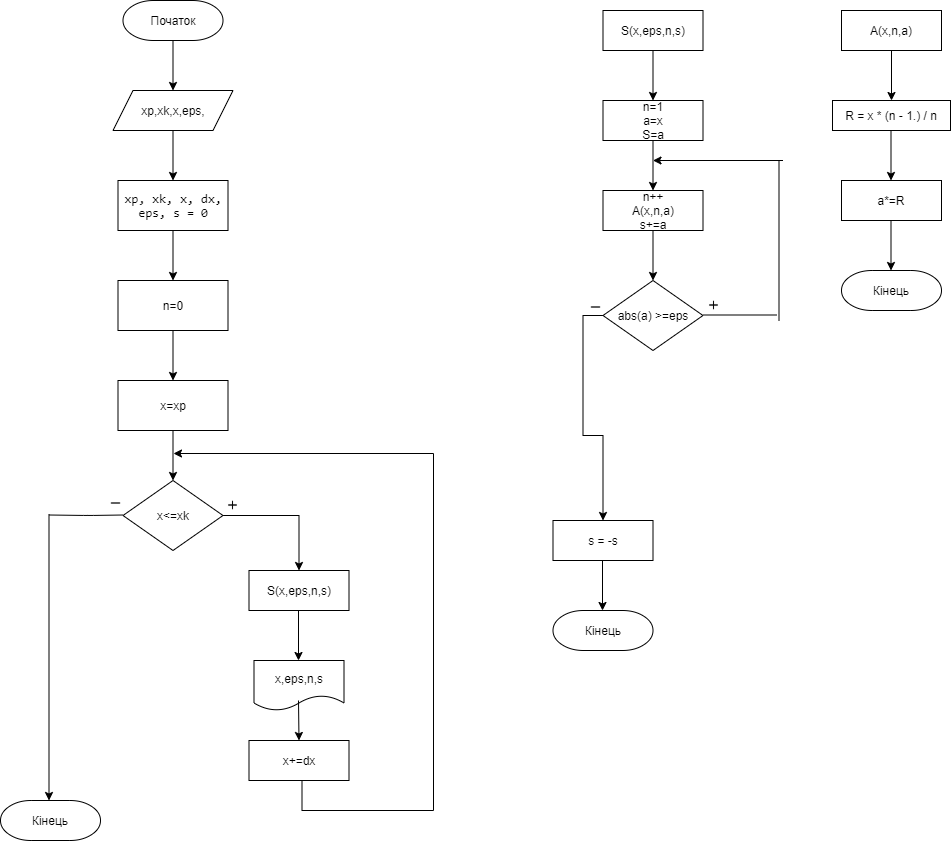 Початок
xp,xk,x,eps,
xp, xk, x, dx,
eps, s = 0
n=0
x=xp
x<=xk
−
+
S(x,eps,n,s)
x,eps,n,s
x+=dx
Кінець
S(x,eps,n,s)
n=1
a=x
S=a
n++
A(x,n,a)
s+=a
abs(a) >=eps
−
+
s = -s
Кінець
A(x,n,a)
R = x * (n - 1.) / n
a*=R
Кінець